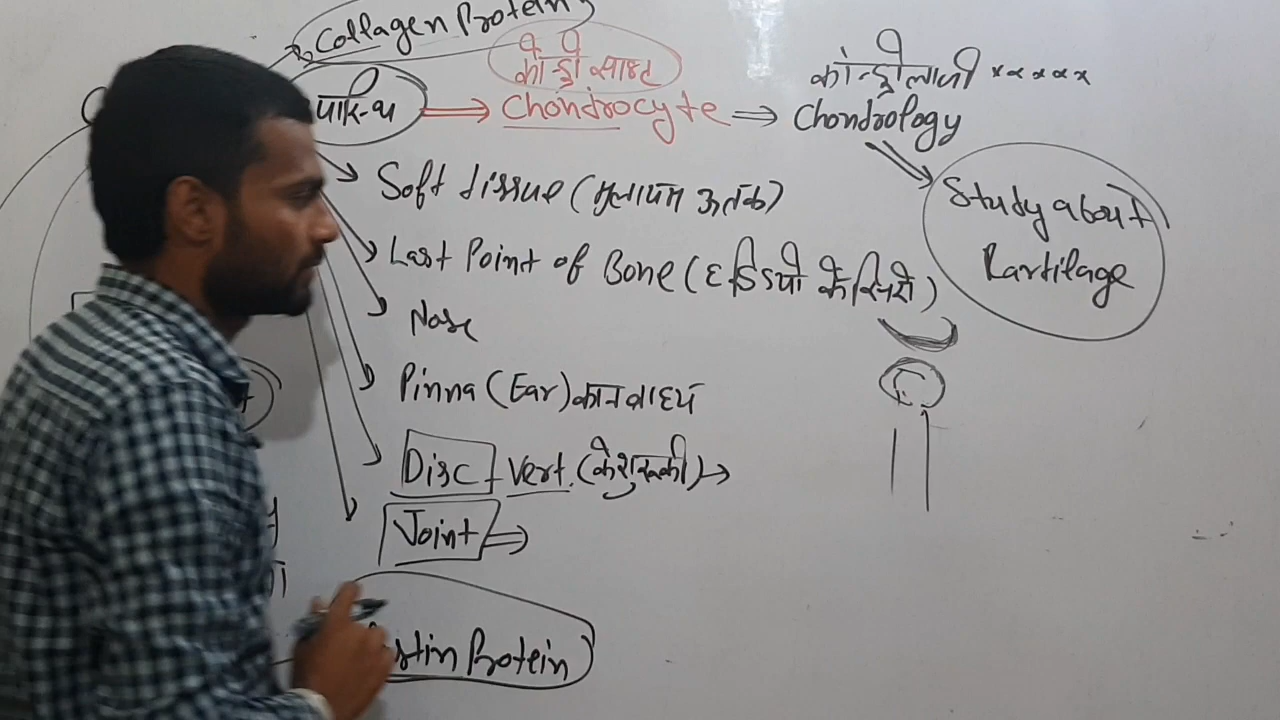 Collagen Protein
को न्ड्रो साइट
Chondrocyte ⇒ Chondrology
कोन्ड्रोलाजी xxxxx
Soft tissue (मुलायम ऊतक)
Study about
Kartilage
Last Point of Bone (हड्डियो के किनारे)
Nose
Pinna (Ear) कान बाह्य
Disc - Vert. (केशरूकी) →
Joint ⇒
Protein